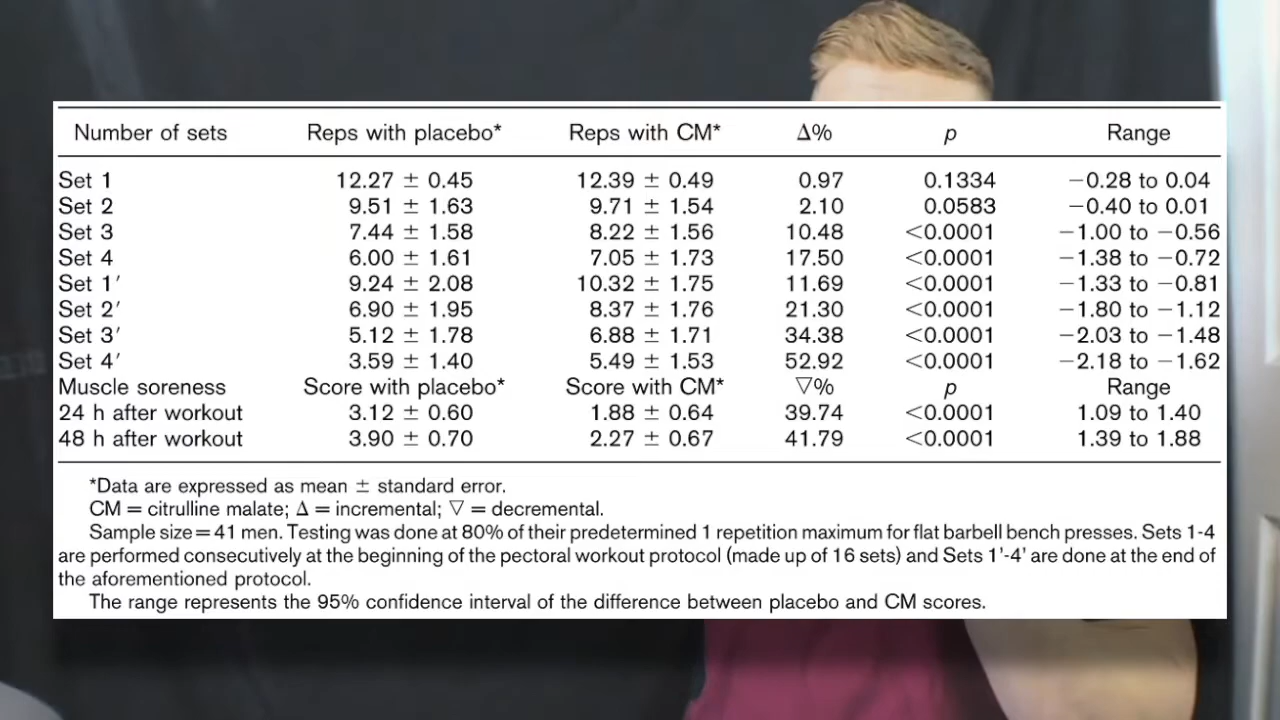 Number of sets Reps with placebo* Reps with CM* Δ% p Range
Set 1 12.27 ± 0.45 12.39 ± 0.49 0.97 0.1334 −0.28 to 0.04
Set 2 9.51 ± 1.63 9.71 ± 1.54 2.10 0.0583 −0.40 to 0.01
Set 3 7.44 ± 1.58 8.22 ± 1.56 10.48 <0.0001 −1.00 to −0.56
Set 4 6.00 ± 1.61 7.05 ± 1.73 17.50 <0.0001 −1.38 to −0.72
Set 1′ 9.24 ± 2.08 10.32 ± 1.75 11.69 <0.0001 −1.33 to −0.81
Set 2′ 6.90 ± 1.95 8.37 ± 1.76 21.30 <0.0001 −1.80 to −1.12
Set 3′ 5.12 ± 1.78 6.88 ± 1.71 34.38 <0.0001 −2.03 to −1.48
Set 4′ 3.59 ± 1.40 5.49 ± 1.53 52.92 <0.0001 −2.18 to −1.62
Muscle soreness Score with placebo* Score with CM* ▽% p Range
24 h after workout 3.12 ± 0.60 1.88 ± 0.64 39.74 <0.0001 1.09 to 1.40
48 h after workout 3.90 ± 0.70 2.27 ± 0.67 41.79 <0.0001 1.39 to 1.88
*Data are expressed as mean ± standard error.
CM = citrulline malate; Δ = incremental; ▽ = decremental.
Sample size = 41 men. Testing was done at 80% of their predetermined 1 repetition maximum for flat barbell bench presses. Sets 1-4
are performed consecutively at the beginning of the pectoral workout protocol (made up of 16 sets) and Sets 1'-4' are done at the end of
the aforementioned protocol.
The range represents the 95% confidence interval of the difference between placebo and CM scores.